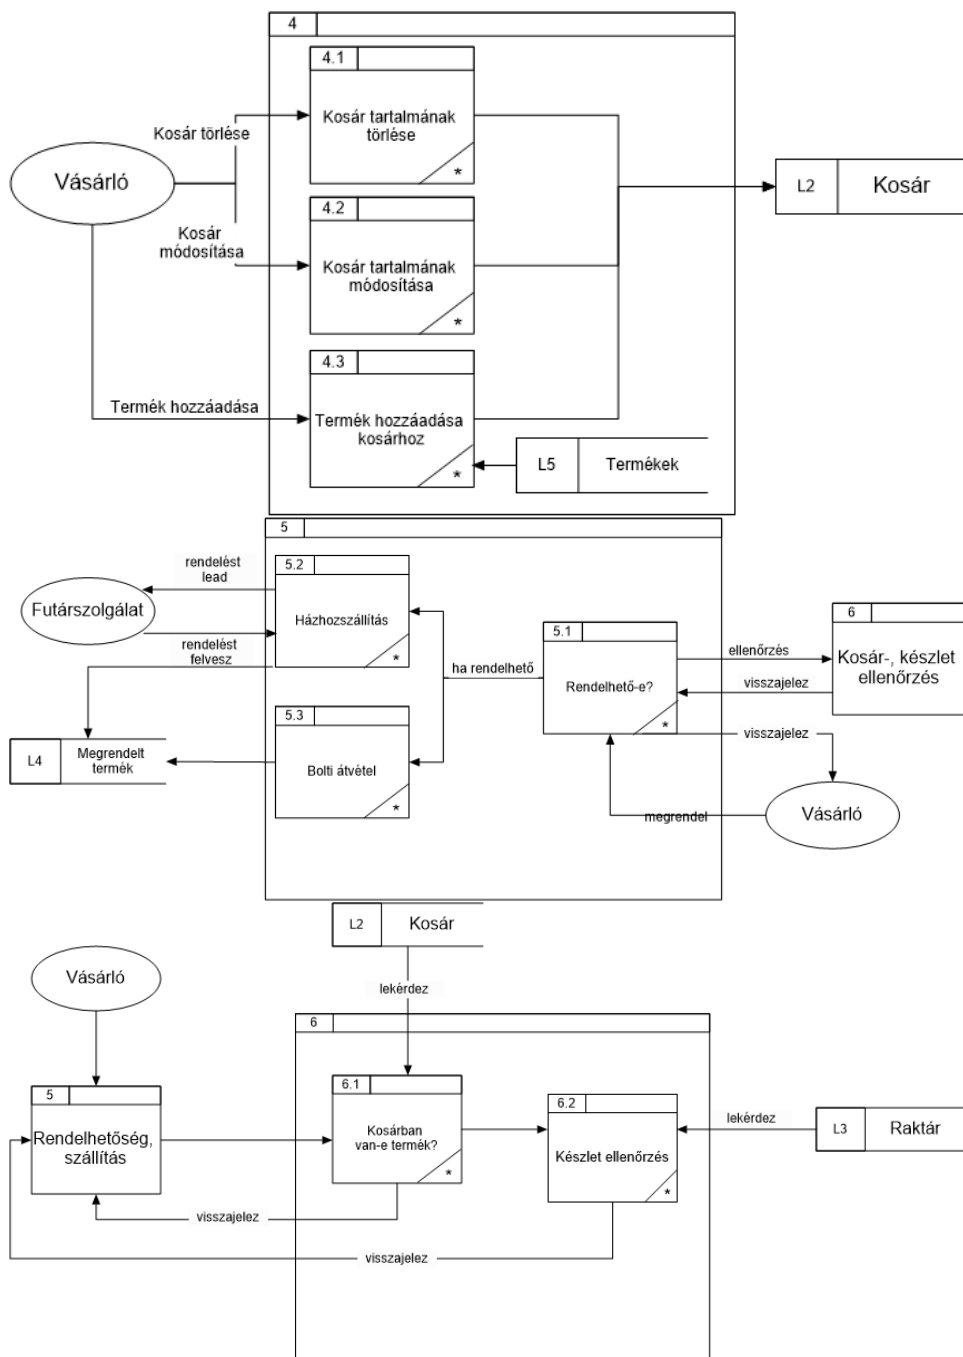 4
4.1
Kosár tartalmának
törlése
*
Kosár törlése
Vásárló
L2
Kosár
4.2
Kosár
módosítása
Kosár tartalmának
módosítása
*
4.3
Termék hozzáadása
Termék hozzáadása
kosárhoz
*
L5
Termékek
5
5.2
rendelést
lead
Futárszolgálat
Házhozszállítás
*
rendelést
felvesz
ha rendelhető
5.1
Rendelhető-e?
*
ellenőrzés
visszajelez
6
Kosár-, készlet
ellenőrzés
visszajelez
5.3
L4
Megrendelt
termék
Bolti átvétel
*
megrendel
Vásárló
L2
Kosár
Vásárló
lekérdez
6
5
Rendelhetőség,
szállítás
6.1
Kosárban
van-e termék?
*
6.2
Készlet ellenőrzés
*
lekérdez
L3
Raktár
visszajelez
visszajelez